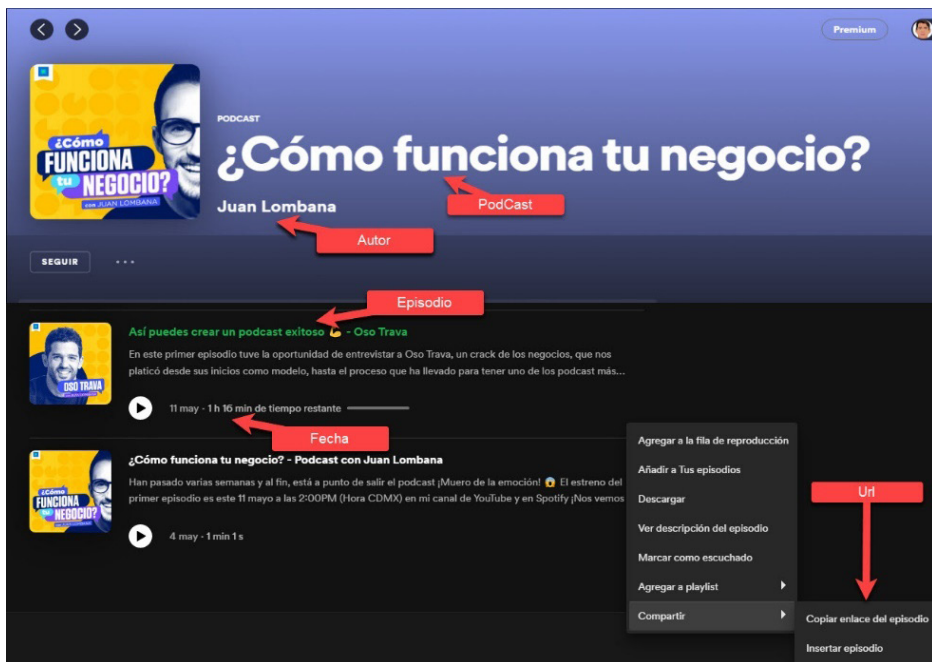 Premium
¿Cómo
FUNCIONA
tu NEGOCIO?
con JUAN LOMBANA
PODCAST
¿Cómo funciona tu negocio?
Juan Lombana
PodCast
Autor
SEGUIR
Episodio
OSO TRAVA
Así puedes crear un podcast exitoso 💪 - Oso Trava
En este primer episodio tuve la oportunidad de entrevistar a Oso Trava, un crack de los negocios, que nos
platicó desde sus inicios como modelo, hasta el proceso que ha llevado para tener uno de los podcast más...
11 may - 1 h 16 min de tiempo restante
Fecha
¿Cómo
FUNCIONA
tu NEGOCIO?
¿Cómo funciona tu negocio? - Podcast con Juan Lombana
Han pasado varias semanas y al fin, está a punto de salir el podcast ¡Muero de la emoción! 😱 El estreno del
primer episodio es este 11 mayo a las 2:00PM (Hora CDMX) en mi canal de YouTube y en Spotify ¡Nos vemos
4 may - 1 min 1 s
Agregar a la fila de reproducción
Añadir a Tus episodios
Descargar
Ver descripción del episodio
Marcar como escuchado
Agregar a playlist
Compartir
Url
Copiar enlace del episodio
Insertar episodio